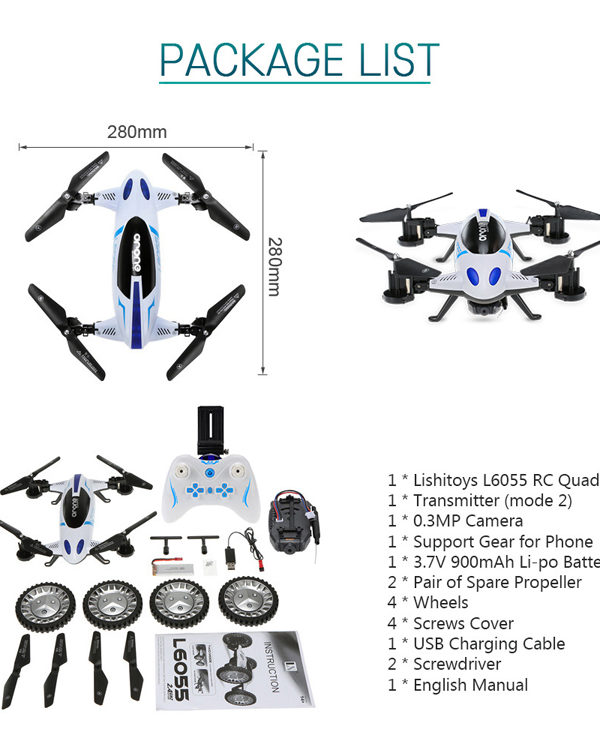 PACKAGE LIST
280mm
280mm
onone
1 * Lishitoys L6055 RC Quad
1 * Transmitter (mode 2)
1 * 0.3MP Camera
1 * Support Gear for Phone
1 * 3.7V 900mAh Li-po Batte
2 * Pair of Spare Propeller
4 * Wheels
4 * Screws Cover
1 * USB Charging Cable
2 * Screwdriver
1 * English Manual
INSTRUCTION
L6055